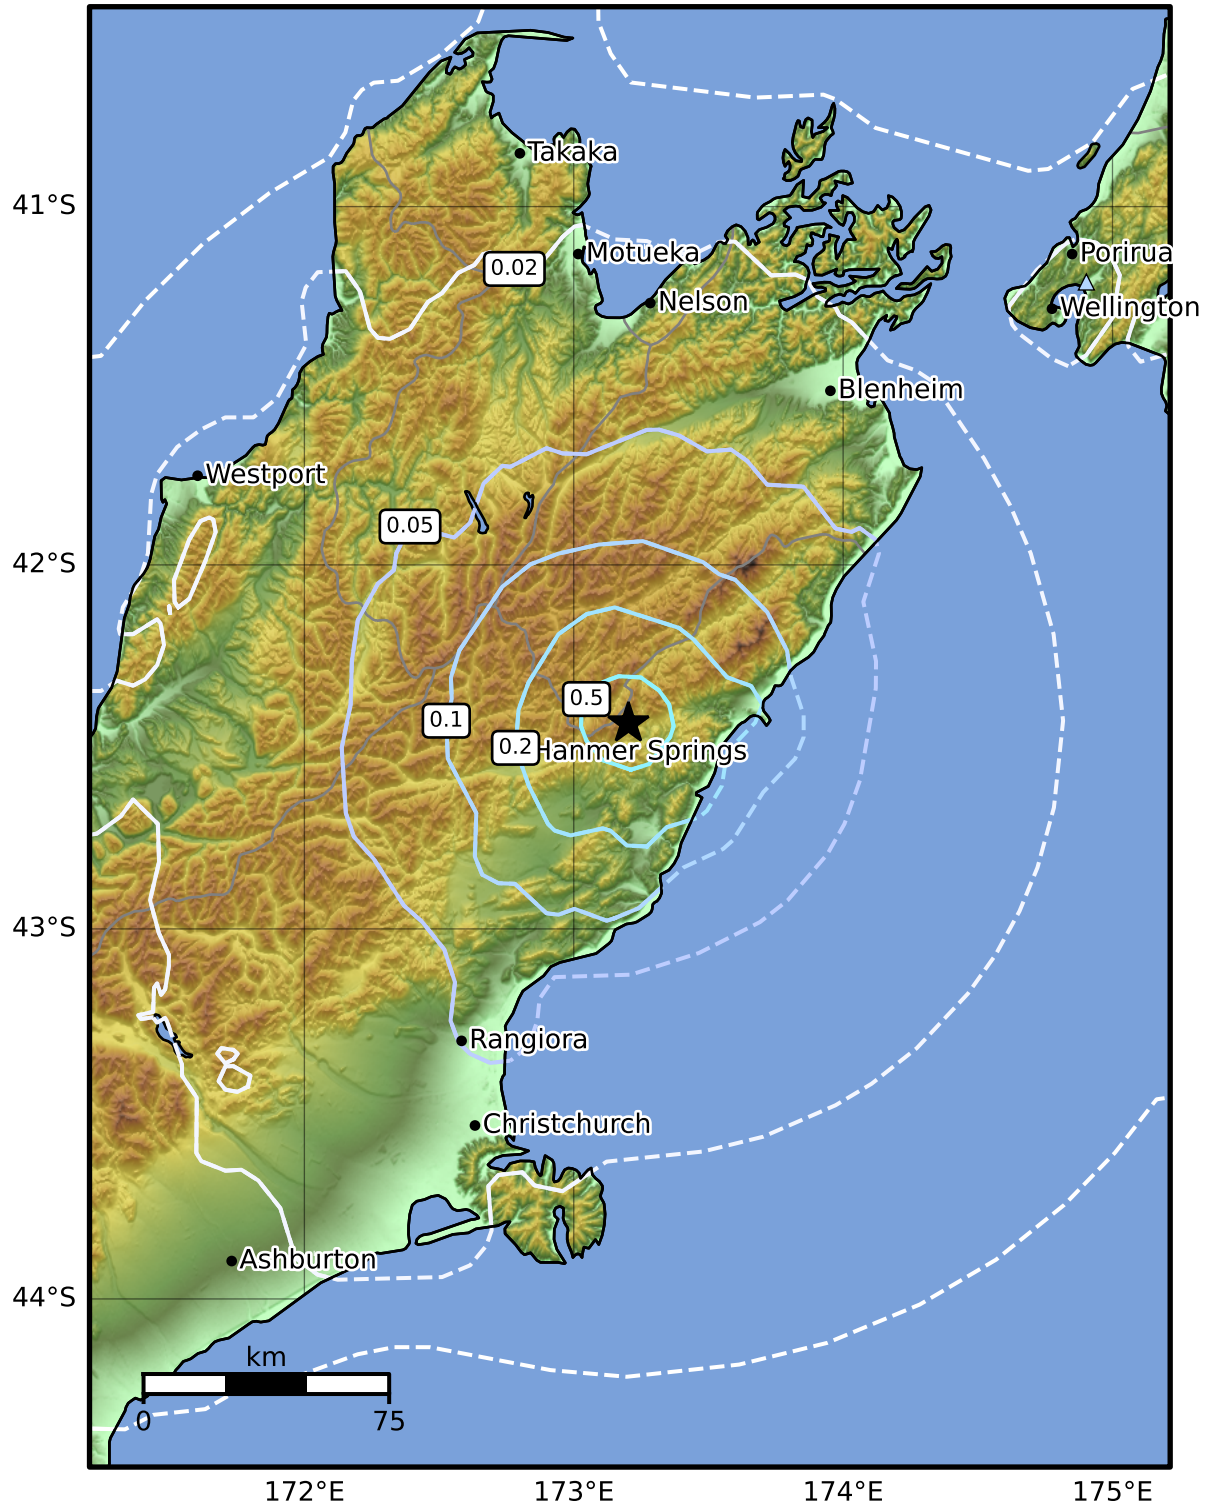 Takaka
41°S
Motueka
Porirua
0.02
Nelson
Wellington
Blenheim
Westport
0.05
42°S
0.5
0.1
0.2
Hanmer Springs
43°S
Rangiora
Christchurch
Ashburton
44°S
km
0 75
172°E 173°E 174°E 175°E